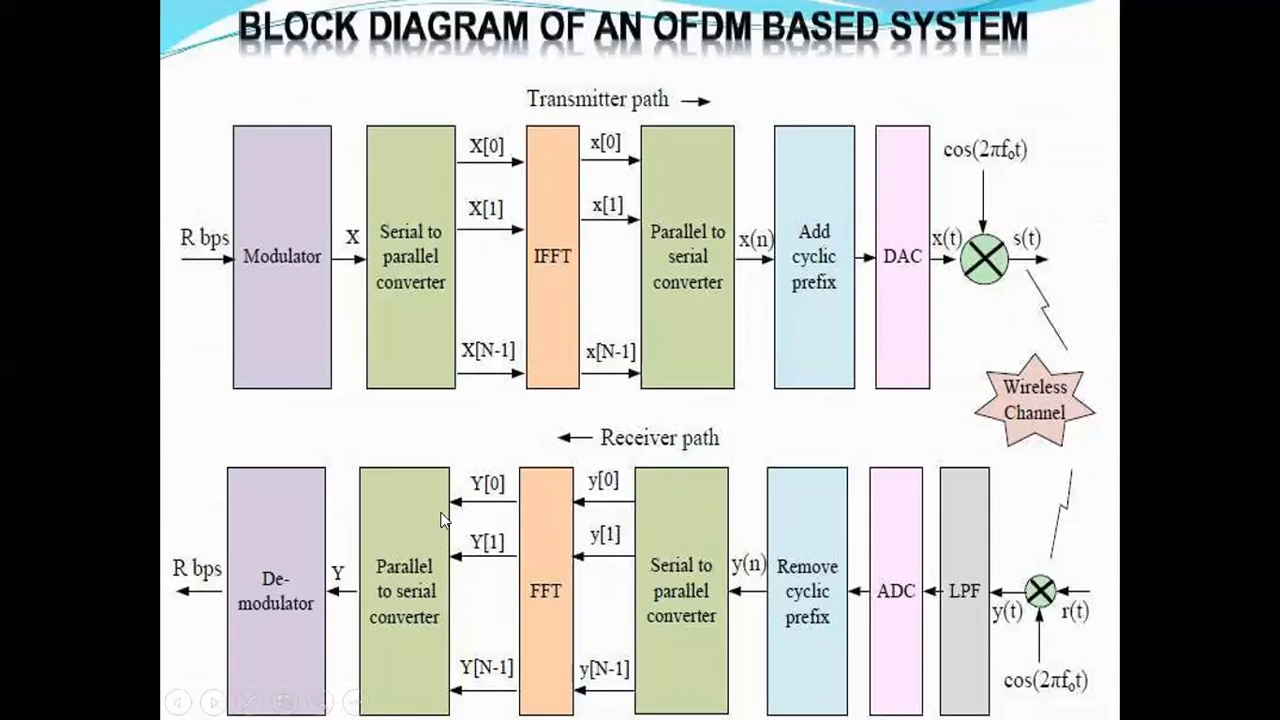 BLOCK DIAGRAM OF AN OFDM BASED SYSTEM
Transmitter path
R bps
Modulator
X
Serial to
parallel
converter
X[0]
X[1]
X[N-1]
IFFT
x[0]
x[1]
x[N-1]
Parallel to
serial
converter
x(n)
Add
cyclic
prefix
DAC
x(t)
cos(2πf₀t)
s(t)
Wireless
Channel
Receiver path
R bps
De-
modulator
Y
Parallel
to serial
converter
Y[0]
Y[1]
Y[N-1]
FFT
y[0]
y[1]
y[N-1]
Serial to
parallel
converter
y(n)
Remove
cyclic
prefix
ADC
LPF
y(t)
r(t)
cos(2πf₀t)